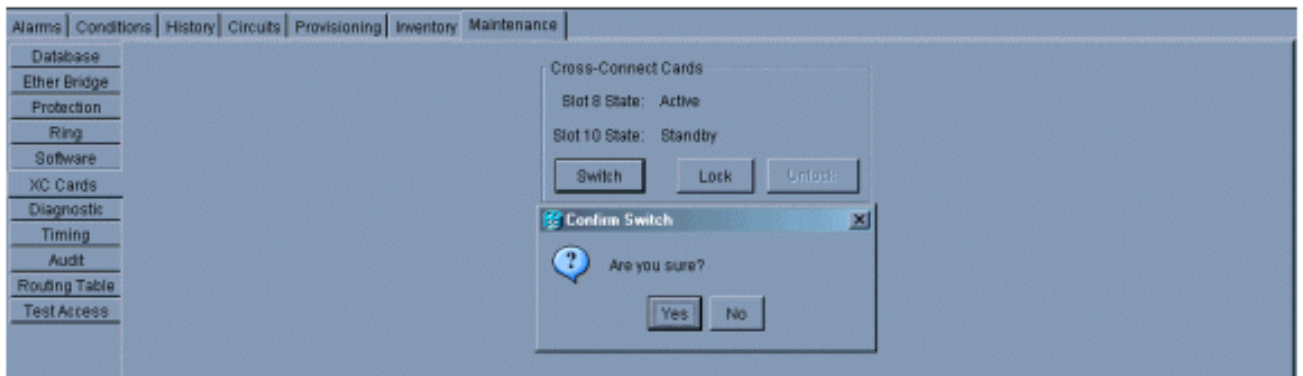 Alarms Conditions History Circuits Provisioning Inventory Maintenance
Database
Ether Bridge
Protection
Ring
Software
XC Cards
Diagnostic
Timing
Audit
Routing Table
Test Access
Cross-Connect Cards
Slot 8 State: Active
Slot 10 State: Standby
Switch Lock Unlock
Confirm Switch
?
Are you sure?
Yes No